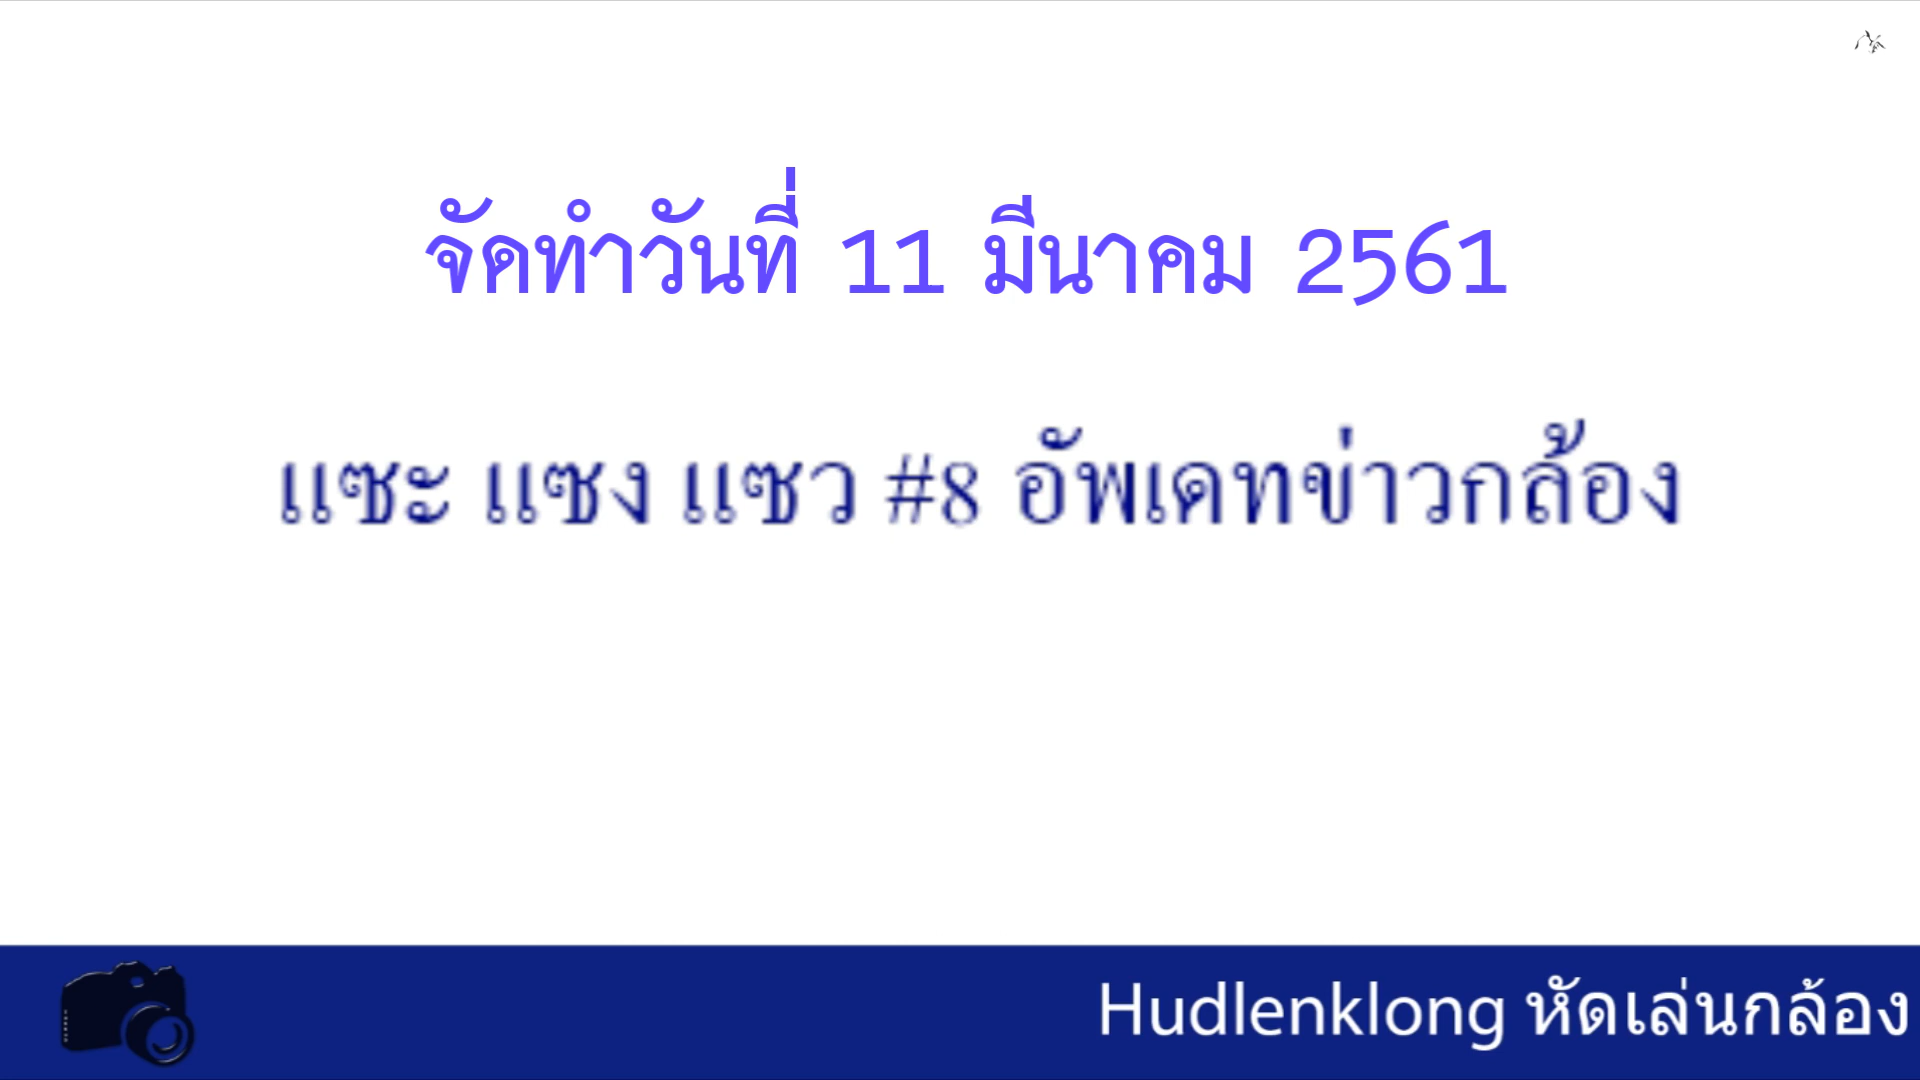 จัดทำวันที่ 11 มีนาคม 2561
แซะ แซง แซว #8 อัพเดทข่าวกล้อง
Hudlenklong หัดเล่นกล้อง